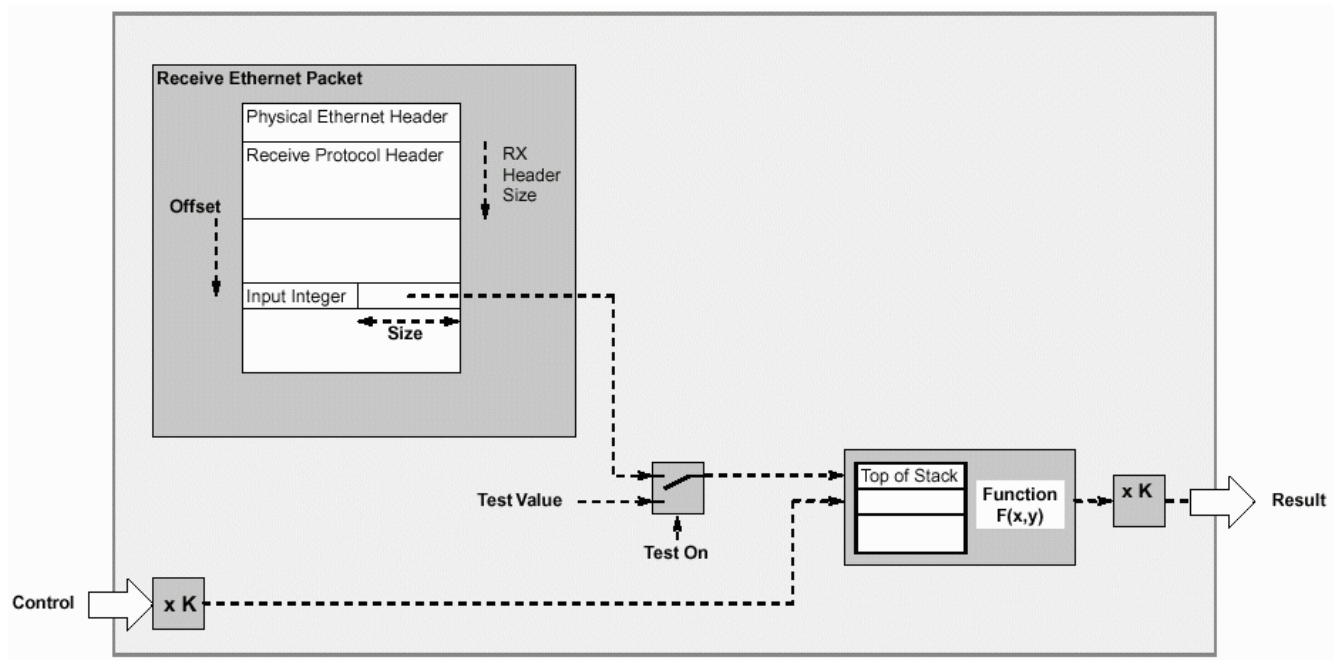 Receive Ethernet Packet
Physical Ethernet Header
Receive Protocol Header
RX
Header
Size
Offset
Input Integer
Size
Test Value
Test On
Top of Stack
Function
F(x,y)
x K
Result
Control
x K